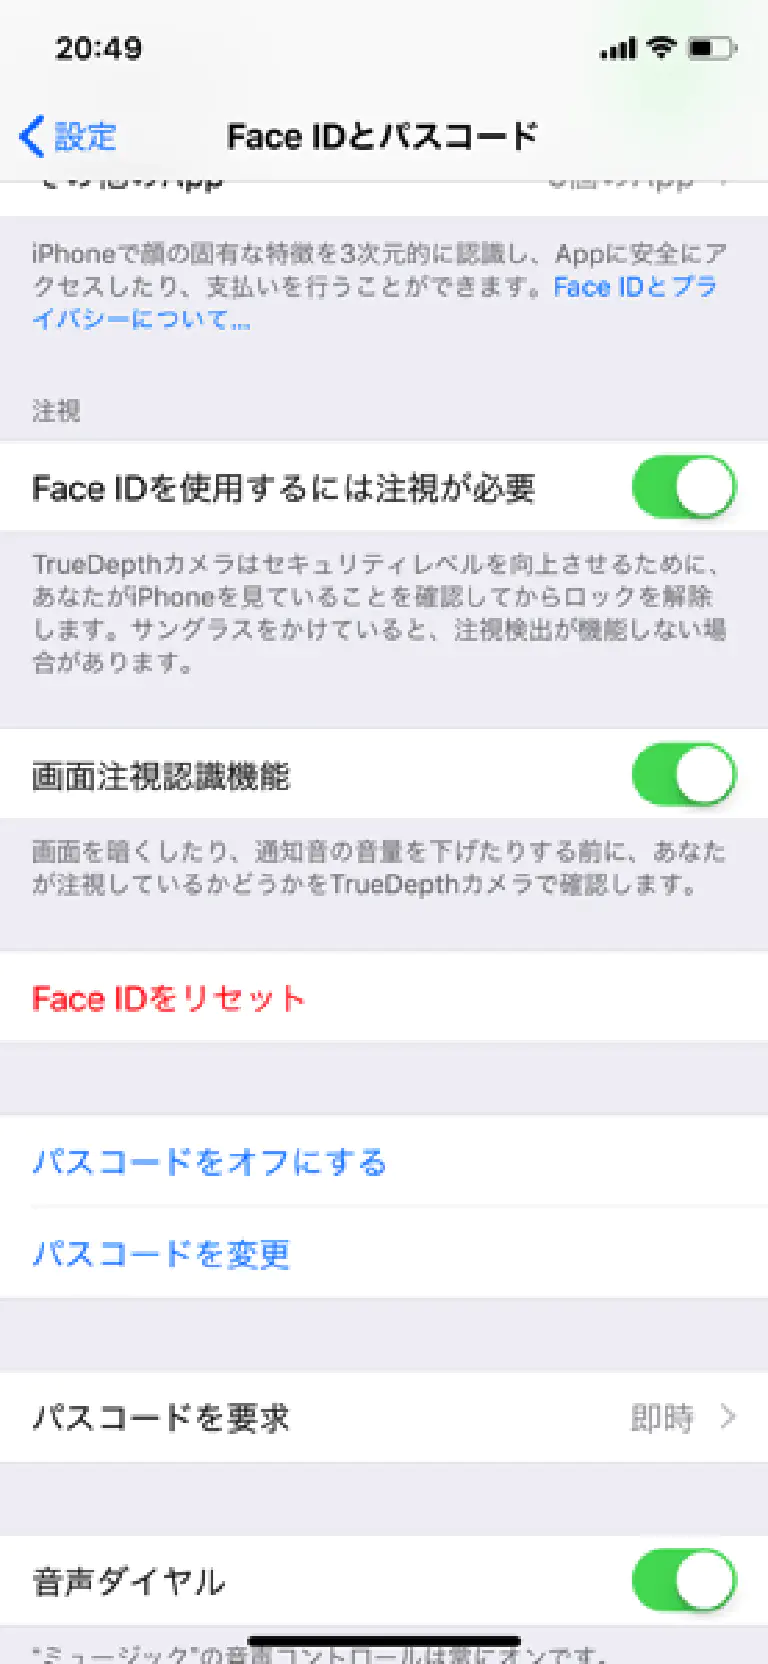 20:49
設定
Face IDとパスコード
その他のApp
iPhoneで顔の固有な特徴を3次元的に認識し、Appに安全にア
クセスしたり、支払いを行うことができます。Face IDとプラ
イバシーについて...
注視
Face IDを使用するには注視が必要
TrueDepthカメラはセキュリティレベルを向上させるために、
あなたがiPhoneを見ていることを確認してからロックを解除
します。サングラスをかけていると、注視検出が機能しない場
合があります。
画面注視認識機能
画面を暗くしたり、通知音の音量を下げたりする前に、あなた
が注視しているかどうかをTrueDepthカメラで確認します。
Face IDをリセット
パスコードをオフにする
パスコードを変更
パスコードを要求
即時
音声ダイヤル
“ミュージック”の音声コントロールは常にオンです。